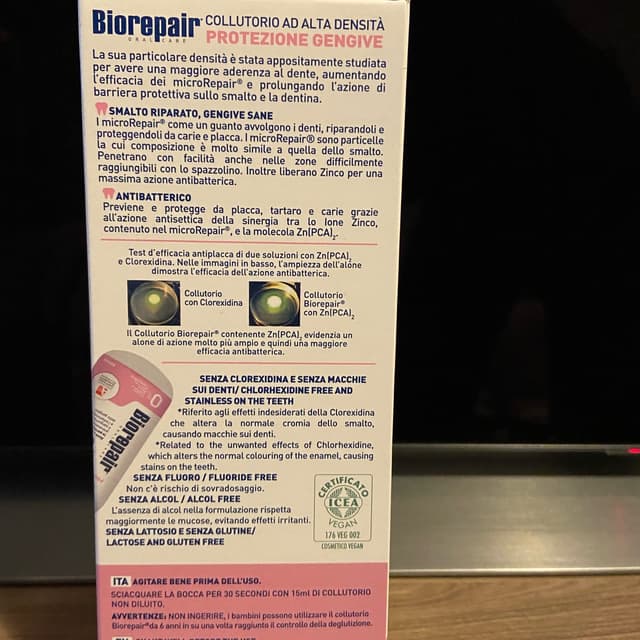 Biorepair® COLLUTORIO AD ALTA DENSITÀ
ORAL CARE PROTEZIONE GENGIVE
La sua particolare densità è stata appositamente studiata
per avere una maggiore aderenza al dente, aumentando
l'efficacia dei microRepair® e prolungando l'azione di
barriera protettiva sullo smalto e la dentina.
SMALTO RIPARATO, GENGIVE SANE
I microRepair® come un guanto avvolgono i denti, riparandoli e
proteggendoli da carie e placca. I microRepair® sono particelle
la cui composizione è molto simile a quella dello smalto.
Penetrano con facilità anche nelle zone difficilmente
raggiungibili con lo spazzolino. Inoltre liberano Zinco per una
massima azione antibatterica.
ANTIBATTERICO
Previene e protegge da placca, tartaro e carie grazie
all'azione antisettica della sinergia tra lo Ione Zinco,
contenuto nel microRepair®, e la molecola Zn(PCA)₂.
Test d'efficacia antiplacca di due soluzioni con Zn(PCA)₂
e Clorexidina. Nelle immagini in basso, l'ampiezza dell'alone
dimostra l'efficacia dell'azione antibatterica.
Collutorio
con Clorexidina
Collutorio
Biorepair®
con Zn(PCA)₂
Il Collutorio Biorepair® contenente Zn(PCA)₂ evidenzia un
alone di azione molto più ampio e quindi una maggiore
efficacia antibatterica.
Biorepair
SENZA CLOREXIDINA E SENZA MACCHIE
SUI DENTI/ CHLORHEXIDINE FREE AND
STAINLESS ON THE TEETH
*Riferito agli effetti indesiderati della Clorexidina
che altera la normale cromia dello smalto,
causando macchie sui denti.
*Related to the unwanted effects of Chlorhexidine,
which alters the normal colouring of the enamel, causing
stains on the teeth.
SENZA FLUORO / FLUORIDE FREE
Non c'è rischio di sovradosaggio.
SENZA ALCOL / ALCOL FREE
L'assenza di alcol nella formulazione rispetta
maggiormente le mucose, evitando effetti irritanti.
SENZA LATTOSIO E SENZA GLUTINE/
LACTOSE AND GLUTEN FREE
CERTIFICATO
ICEA
VEGAN
176 VEG 002
COSMETICO VEGAN
ITA AGITARE BENE PRIMA DELL'USO.
SCIACQUARE LA BOCCA PER 30 SECONDI CON 15ml DI COLLUTORIO
NON DILUITO.
AVVERTENZE: NON INGERIRE, i bambini possono utilizzare il collutorio
Biorepair® da 6 anni in su una volta raggiunto il controllo della deglutizione.